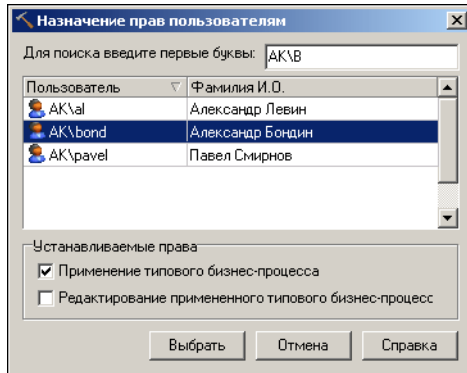 Назначение прав пользователям
Для поиска введите первые буквы: AK\B
Пользователь Фамилия И.О.
AK\al Александр Левин
AK\bond Александр Бондин
AK\pavel Павел Смирнов
Устанавливаемые права
Применение типового бизнес-процесса
Редактирование примененного типового бизнес-процесс
Выбрать Отмена Справка